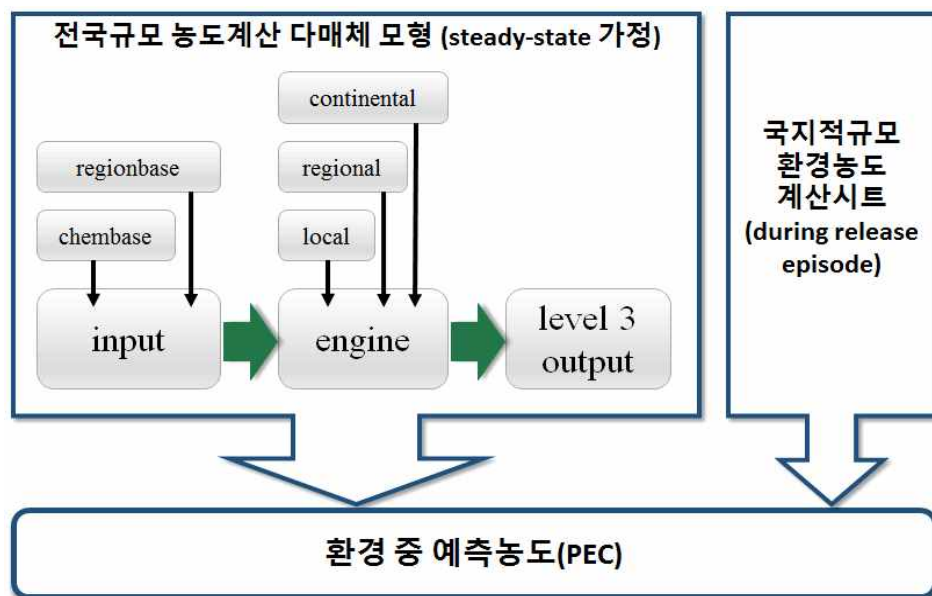 전국규모 농도계산 다매체 모형 (steady-state 가정)
continental
regionbase
regional
chembase
local
input
engine
level 3
output
국지적규모
환경농도
계산시트
(during release
episode)
환경 중 예측농도(PEC)